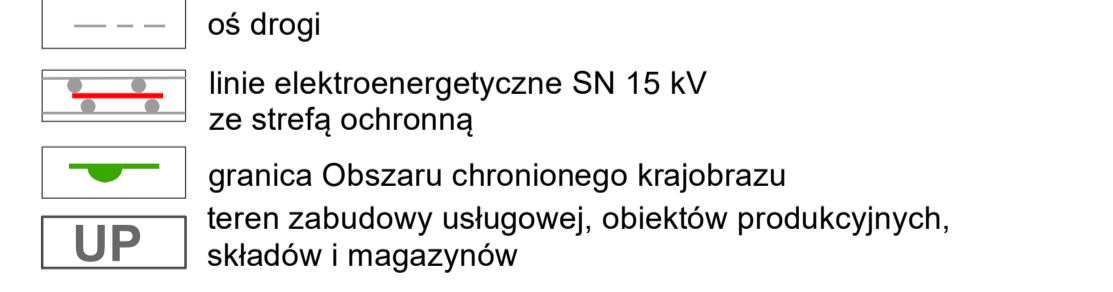 oś drogi
linie elektroenergetyczne SN 15 kV
ze strefą ochronną
granica Obszaru chronionego krajobrazu
UP
teren zabudowy usługowej, obiektów produkcyjnych,
składów i magazynów